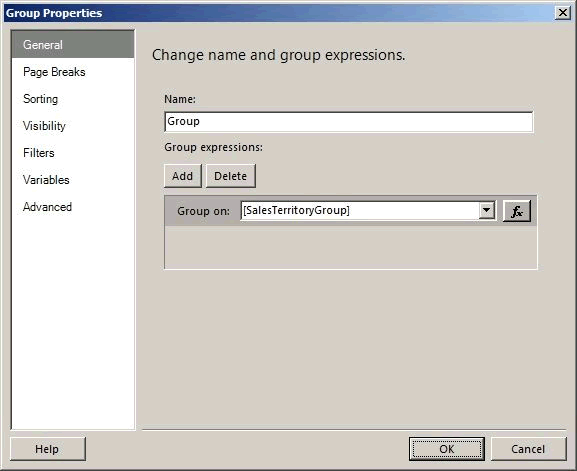 Group Properties
General
Page Breaks
Sorting
Visibility
Filters
Variables
Advanced
Change name and group expressions.
Name:
Group
Group expressions:
Add Delete
Group on: [SalesTerritoryGroup] fx
Help OK Cancel